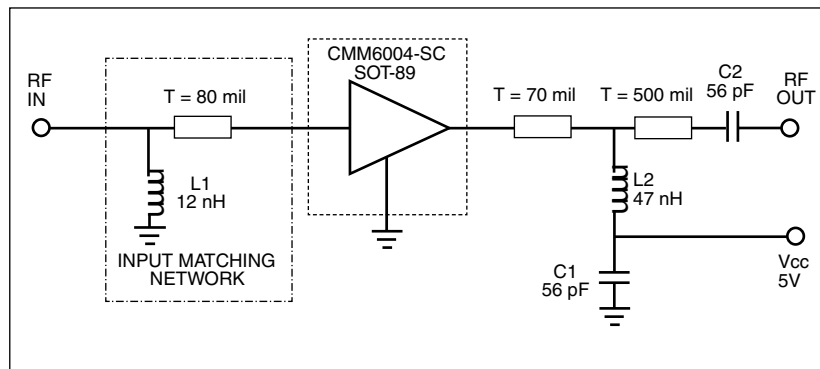 CMM6004-SC
SOT-89
RF
IN
T = 80 mil
T = 70 mil
T = 500 mil
C2
56 pF
RF
OUT
L1
12 nH
L2
47 nH
INPUT MATCHING
NETWORK
C1
56 pF
Vcc
5V